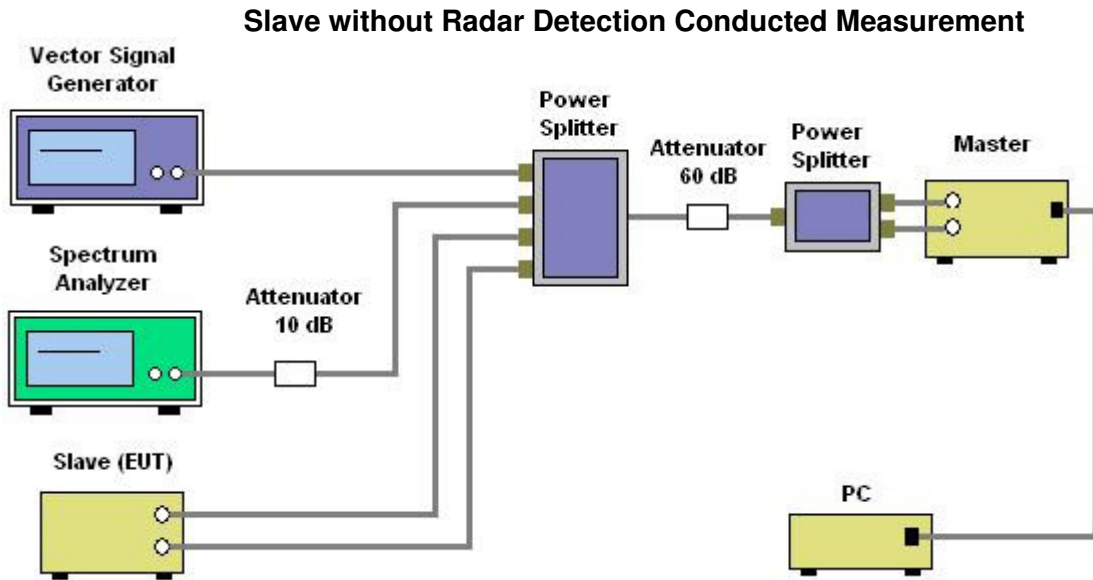 Slave without Radar Detection Conducted Measurement
Vector Signal
Generator
Power
Splitter
Attenuator
60 dB
Power
Splitter
Master
Spectrum
Analyzer
Attenuator
10 dB
Slave (EUT)
PC